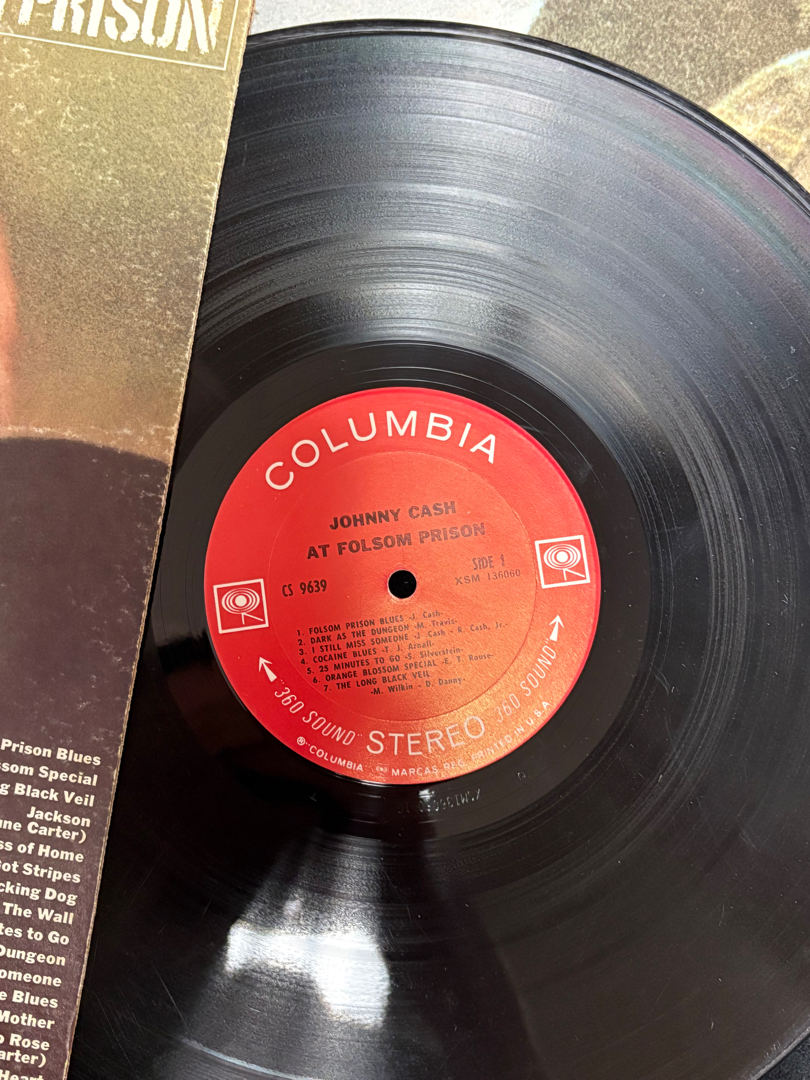 PRISON
COLUMBIA
JOHNNY CASH
AT FOLSOM PRISON
CS 9639
SIDE 1
XSM 136060
1. FOLSOM PRISON BLUES -J. Cash-
2. DARK AS THE DUNGEON -M. Travis-
3. I STILL MISS SOMEONE -J. Cash - R. Cash, Jr.-
4. COCAINE BLUES -T. J. Arnall-
5. 25 MINUTES TO GO -S. Silverstein-
6. ORANGE BLOSSOM SPECIAL -E. T. Rouse-
7. THE LONG BLACK VEIL
-M. Wilkin - D. Danny-
"360 SOUND" STEREO "360 SOUND"
® "COLUMBIA" MARCAS REG. PRINTED IN U.S.A.
Prison Blues
ssom Special
g Black Veil
Jackson
une Carter)
ss of Home
Got Stripes
cking Dog
The Wall
tes to Go
Dungeon
omeone
e Blues
Mother
o Rose
arter)
Heart